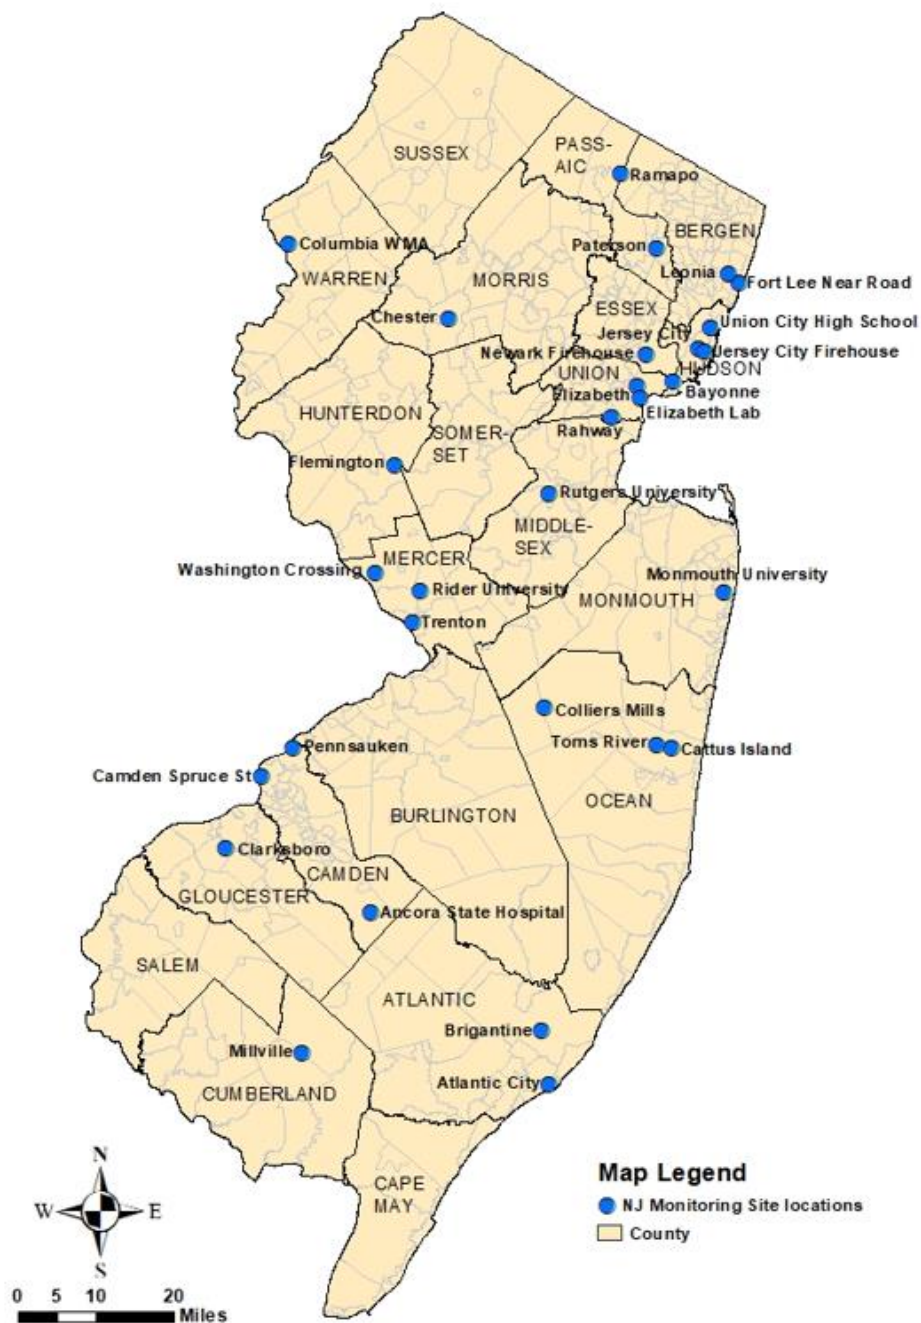 PASS-
AIC
SUSSEX
Ramapo
BERGEN
Columbia WMA
Paterson
WARREN
MORRIS
Leonia
Fort Lee Near Road
ESSEX
Chester
Union City High School
Jersey City
Newark Firehouse
Jersey City Firehouse
UNION
HUDSON
Elizabeth
Bayonne
HUNTERDON
Elizabeth Lab
SOMER-
SET
Rahway
Flemington
Rutgers University
MIDDLE-
SEX
MERCER
Washington Crossing
Monmouth University
Rider University
MONMOUTH
Trenton
Colliers Mills
Toms River
Cattus Island
Pennsauken
Camden Spruce St
OCEAN
BURLINGTON
Clarksboro
CAMDEN
GLOUCESTER
Ancora State Hospital
SALEM
ATLANTIC
Brigantine
Millville
Atlantic City
CUMBERLAND
N
W
E
S
CAPE
MAY
Map Legend
NJ Monitoring Site locations
County
0 5 10 20
Miles